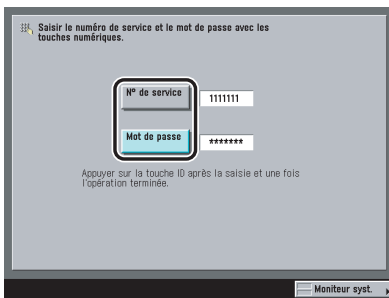 Saisir le numéro de service et le mot de passe avec les
touches numériques.
Nº de service
1111111
Mot de passe
*******
Appuyer sur la touche ID après la saisie et une fois
l'opération terminée.
Moniteur syst.